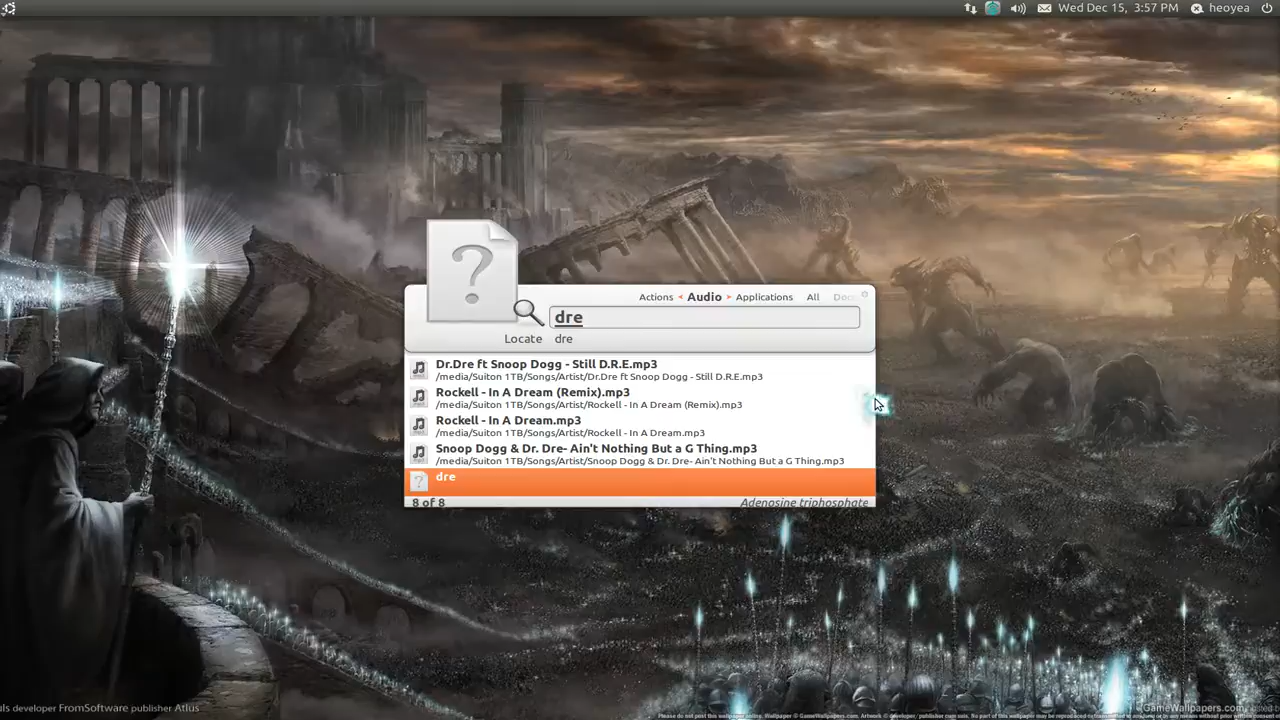 Wed Dec 15, 3:57 PM heoyea
Actions Audio Applications All Doc
dre
Locate dre
Dr.Dre ft Snoop Dogg - Still D.R.E.mp3
/media/Suiton 1TB/Songs/Artist/Dr.Dre ft Snoop Dogg - Still D.R.E.mp3
Rockell - In A Dream (Remix).mp3
/media/Suiton 1TB/Songs/Artist/Rockell - In A Dream (Remix).mp3
Rockell - In A Dream.mp3
/media/Suiton 1TB/Songs/Artist/Rockell - In A Dream.mp3
Snoop Dogg & Dr. Dre- Ain't Nothing But a G Thing.mp3
/media/Suiton 1TB/Songs/Artist/Snoop Dogg & Dr. Dre- Ain't Nothing But a G Thing.mp3
dre
8 of 8 Adenosine triphosphate
uls developer FromSoftware publisher Atlus
GameWallpapers.com